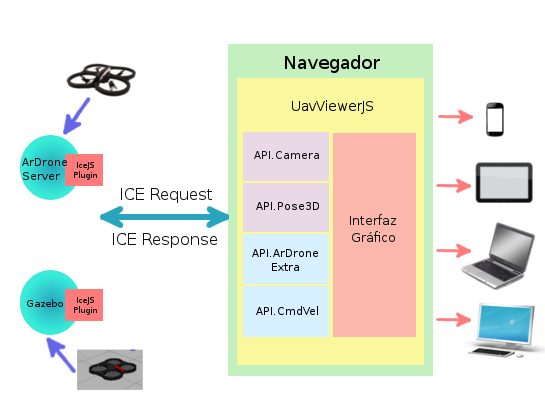 Navegador
UavViewerJS
ArDrone
Server
IceJS
Plugin
ICE Request
ICE Response
Gazebo
IceJS
Plugin
API.Camera
API.Pose3D
API.ArDrone
Extra
API.CmdVel
Interfaz
Gráfico